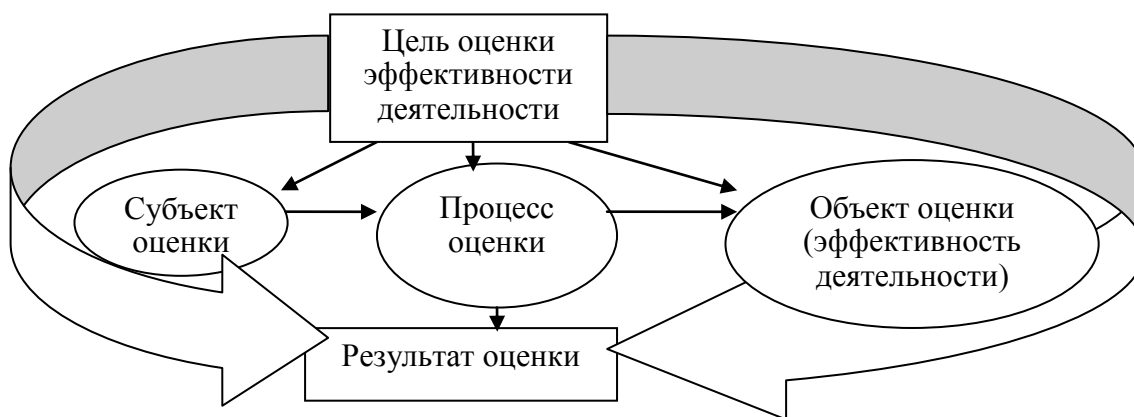 Цель оценки
эффективности
деятельности
Субъект
оценки
Процесс
оценки
Объект оценки
(эффективность
деятельности)
Результат оценки